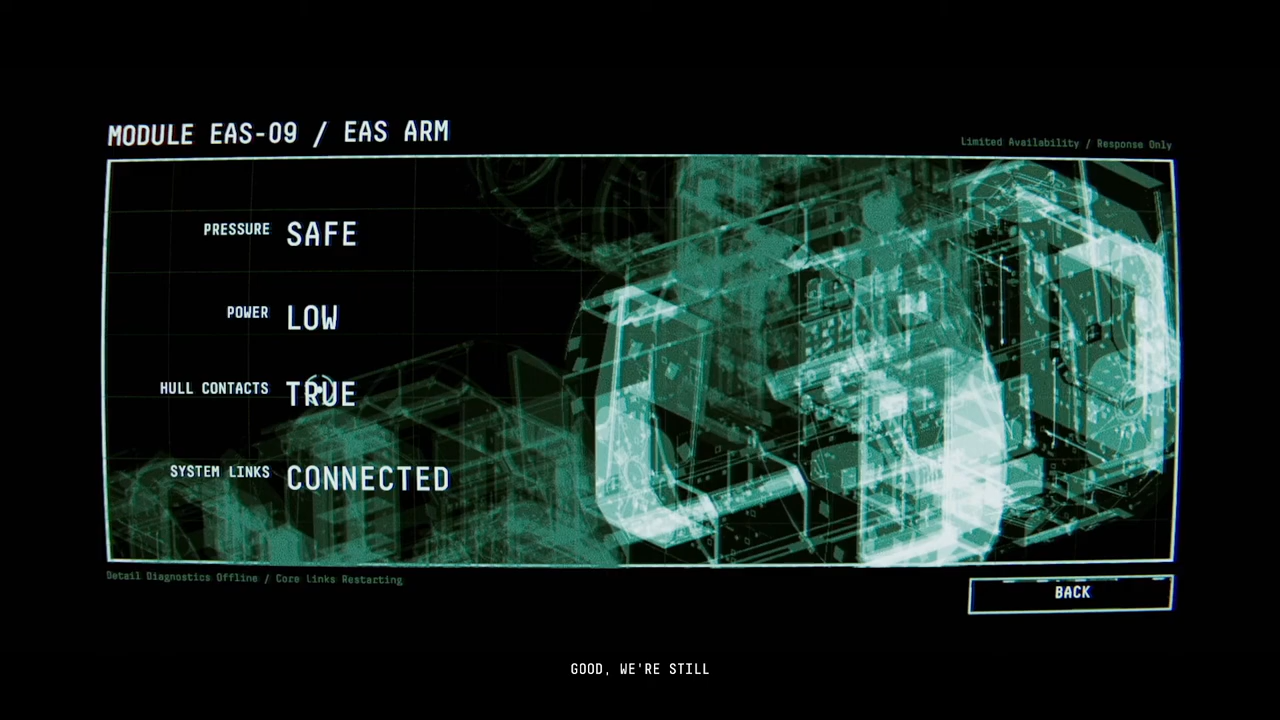 MODULE EAS-09 / EAS ARM
Limited Availability / Response Only
PRESSURE SAFE
POWER LOW
HULL CONTACTS TRUE
SYSTEM LINKS CONNECTED
Detail Diagnostics Offline / Core Links Restarting
BACK
GOOD, WE'RE STILL